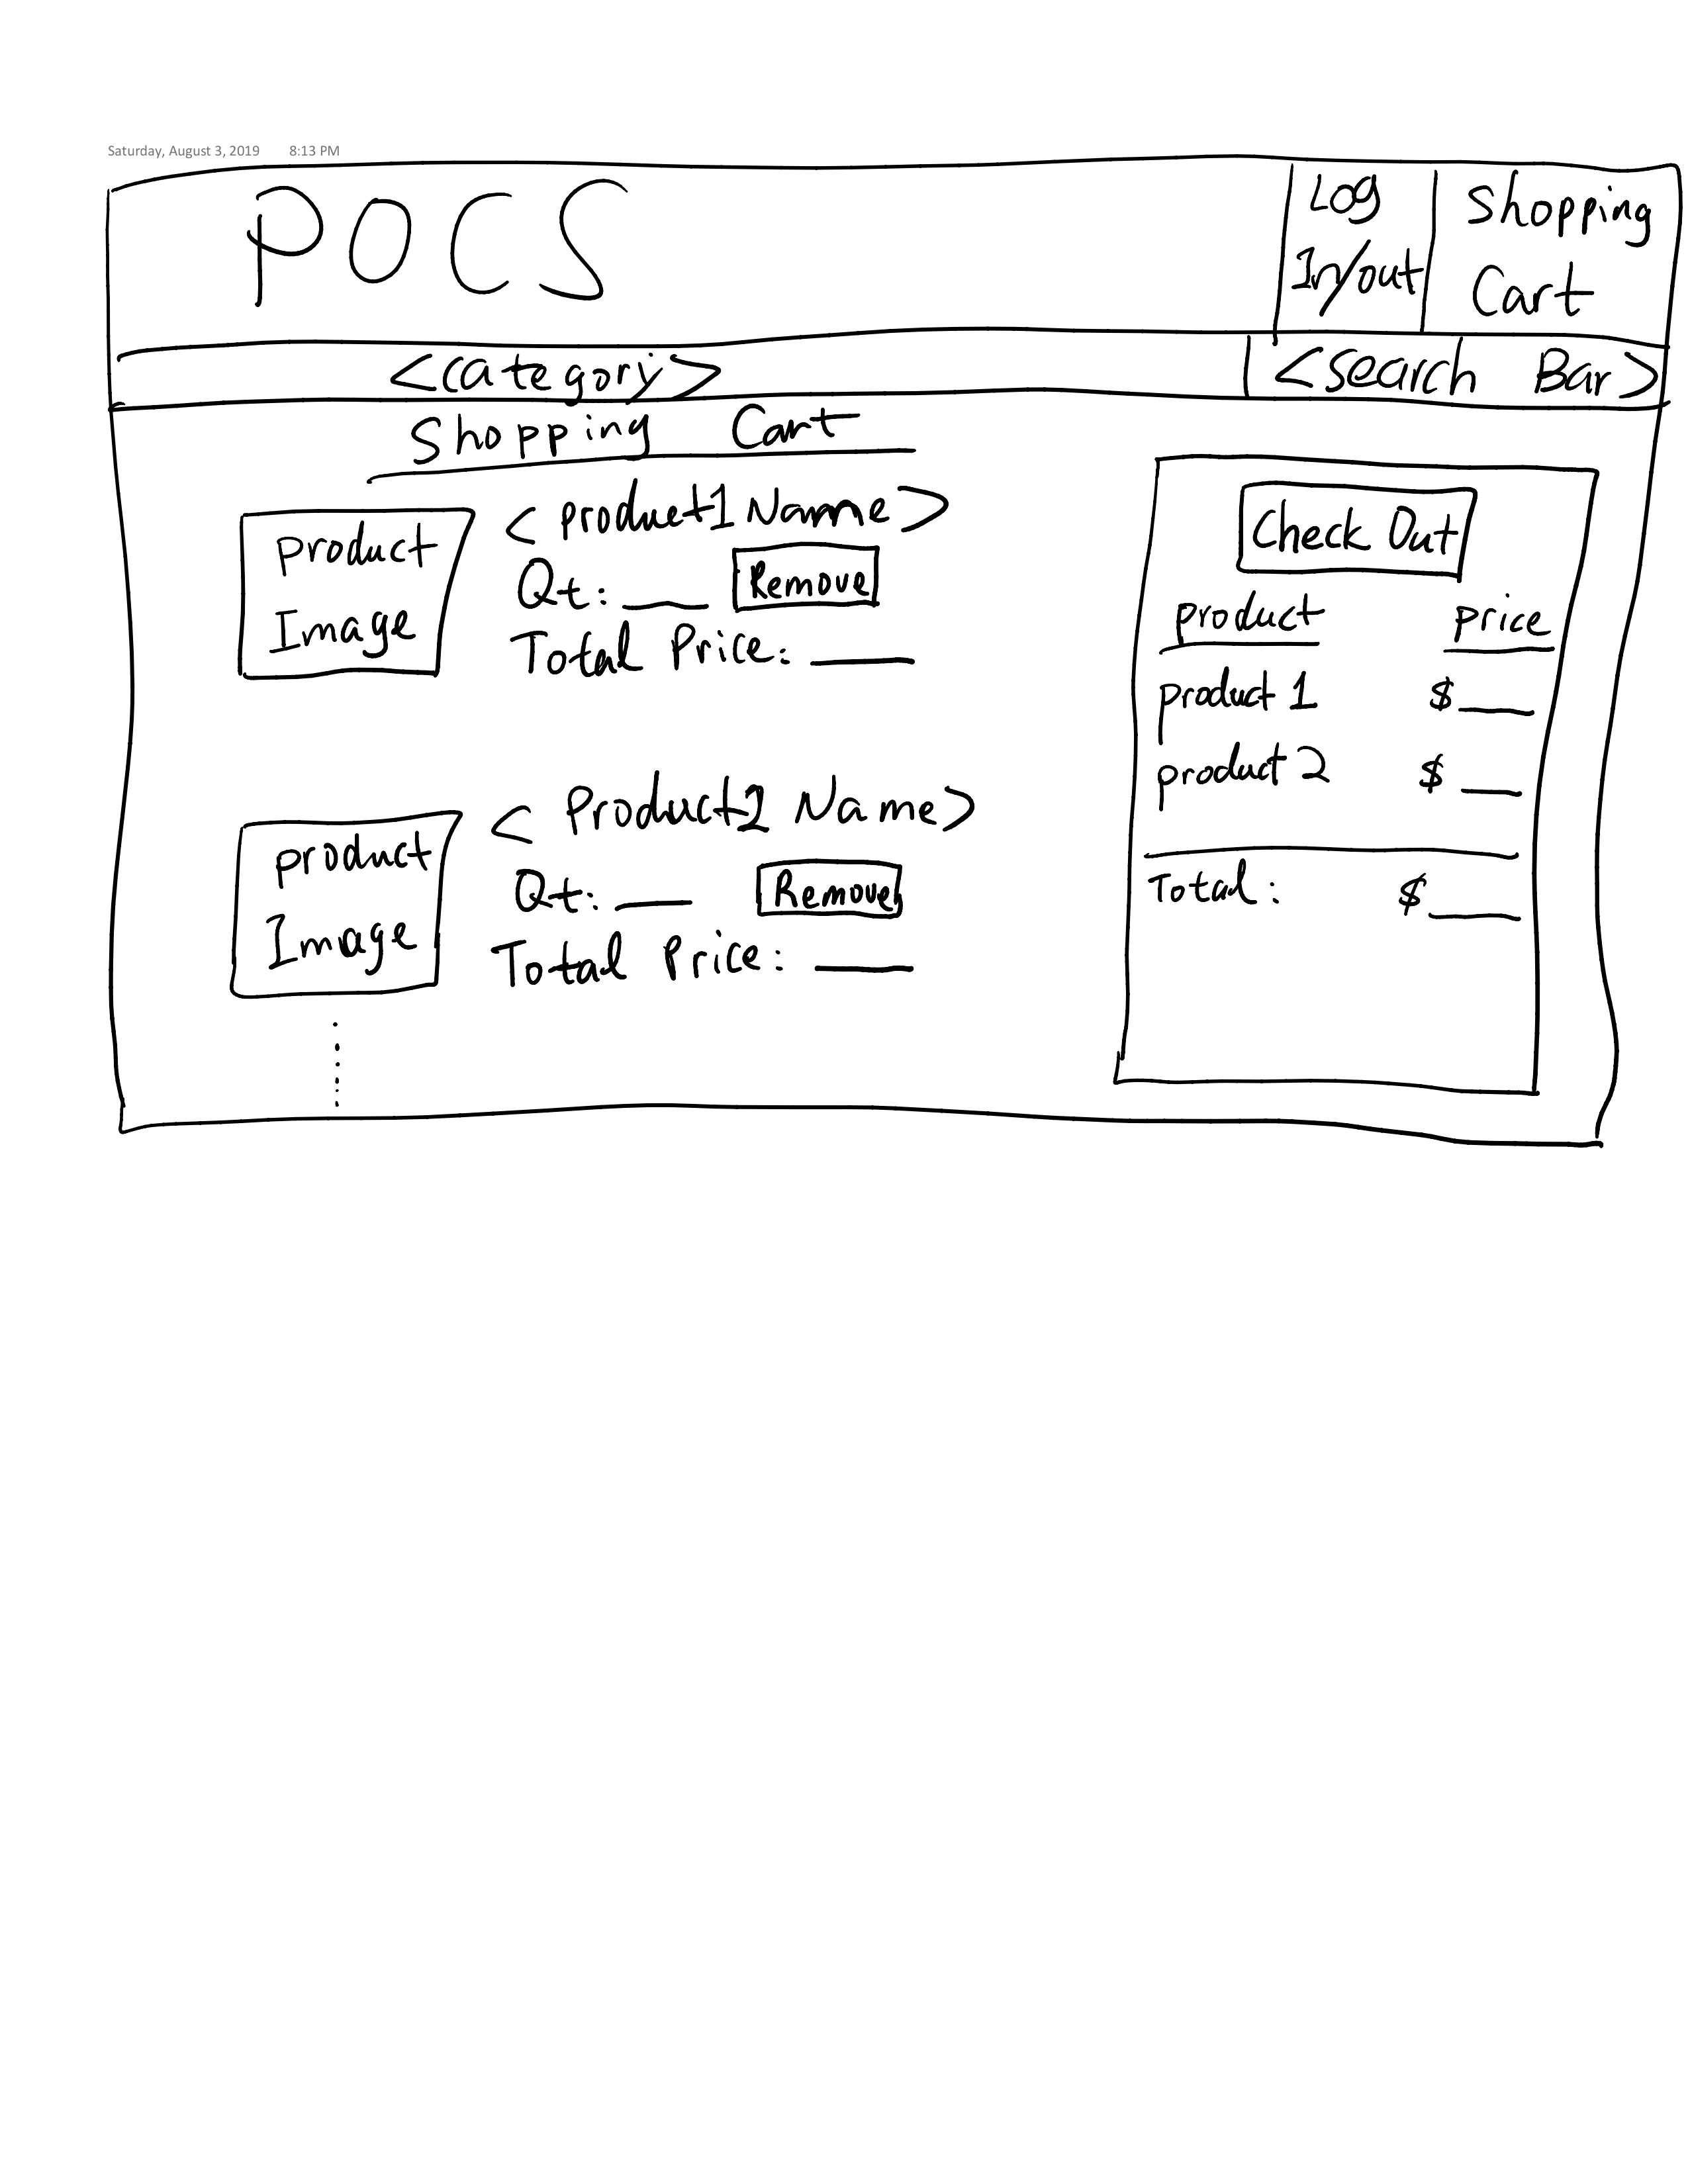 Saturday, August 3, 2019 8:13 PM
POCS
Log
In/out
Shopping
Cart
<category>
<search Bar>
Shopping Cart
product
Image
<product1 Name>
Qt: ___ Remove
Total Price: ___
product
Image
<Product2 Name>
Qt: ___ Remove
Total Price: ___
Check Out
product price
product 1 $___
product 2 $___
Total: $___